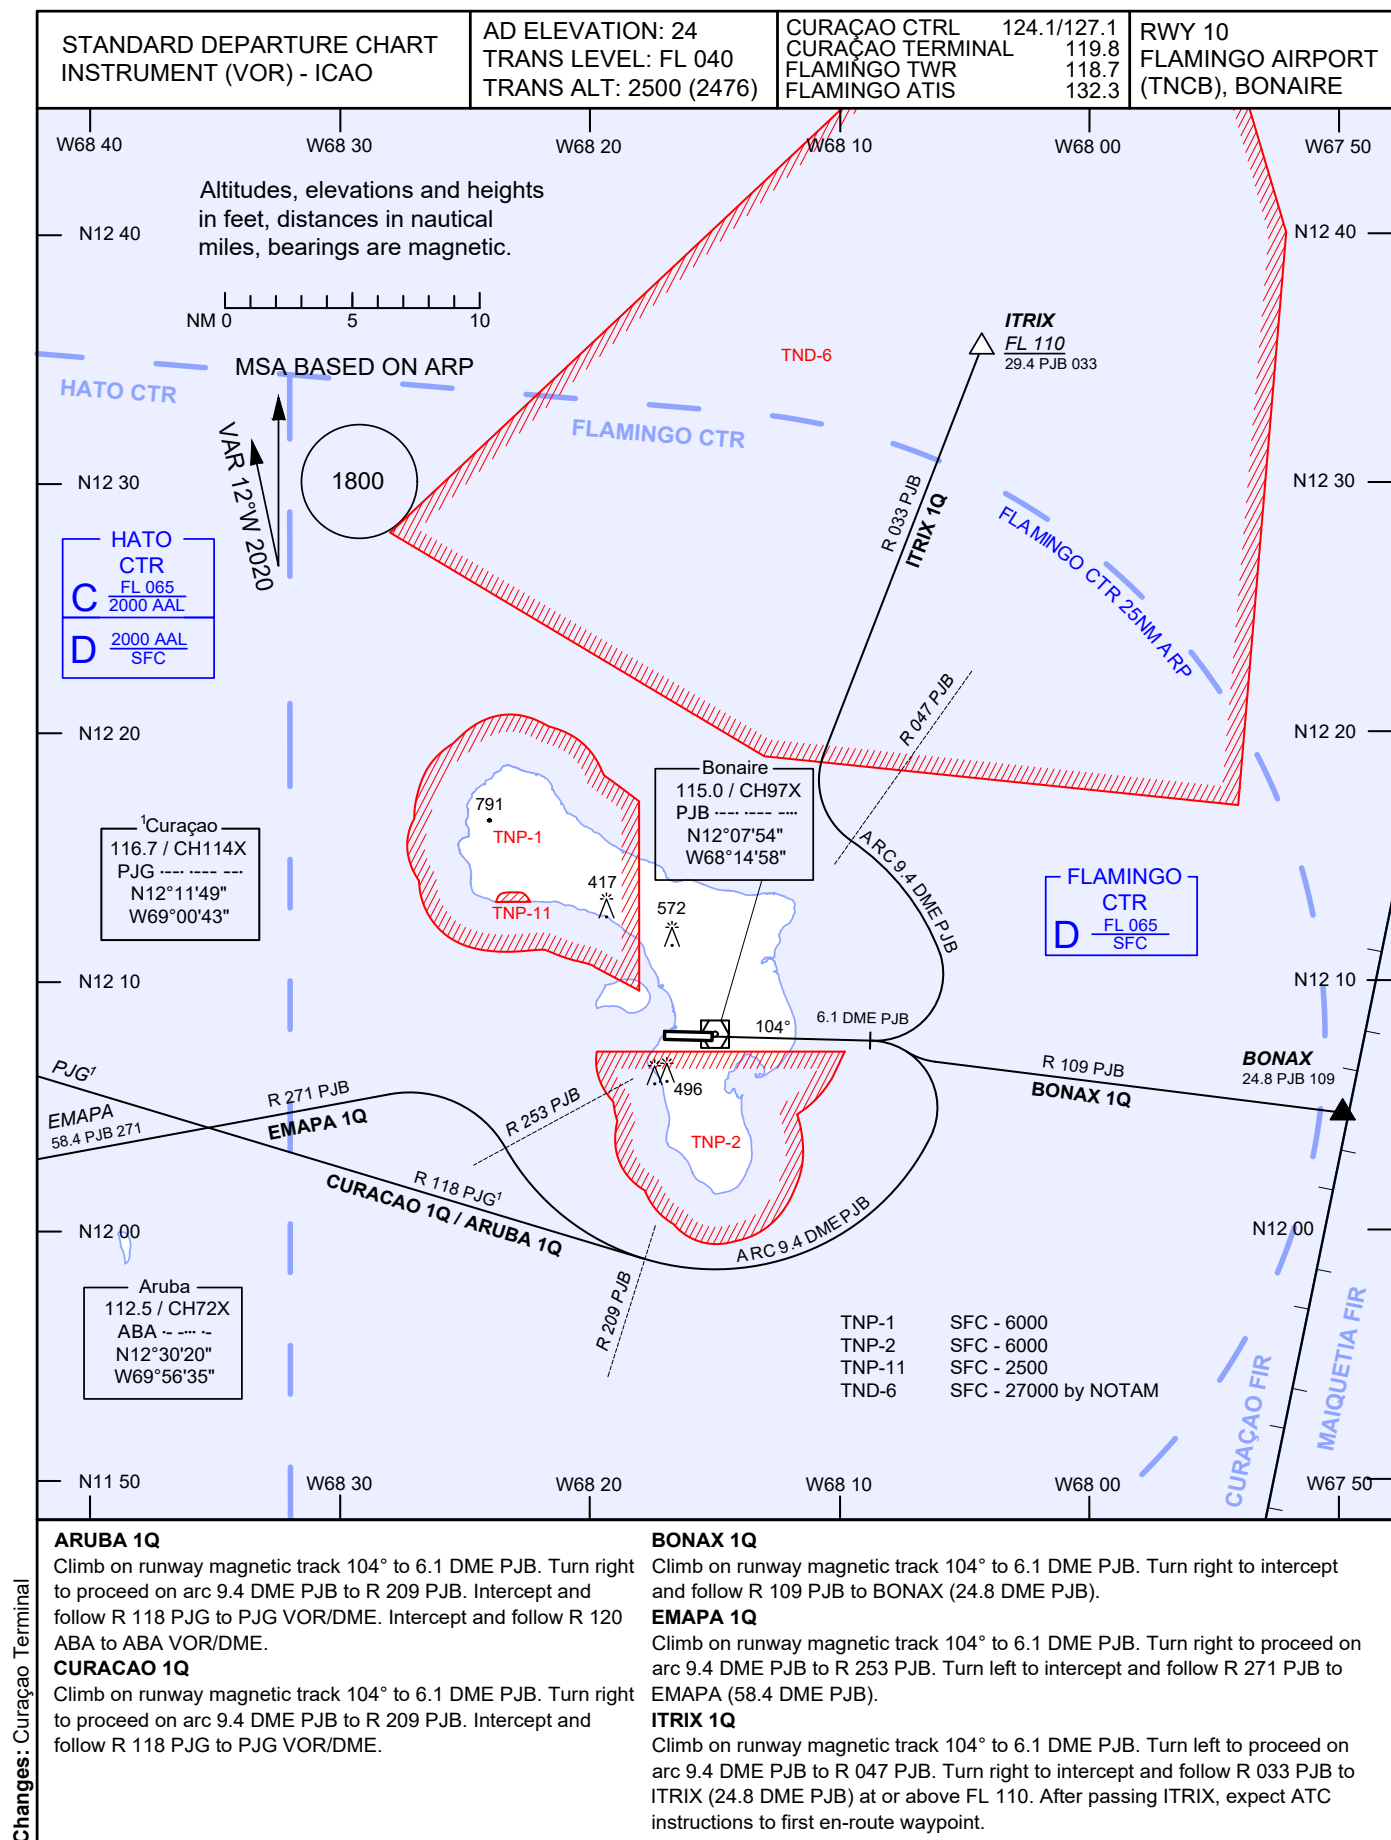 STANDARD DEPARTURE CHART
INSTRUMENT (VOR) - ICAO
AD ELEVATION: 24
TRANS LEVEL: FL 040
TRANS ALT: 2500 (2476)
CURAÇAO CTRL 124.1/127.1
CURAÇAO TERMINAL 119.8
FLAMINGO TWR 118.7
FLAMINGO ATIS 132.3
RWY 10
FLAMINGO AIRPORT
(TNCB), BONAIRE
W68 40
W68 30
W68 20
W68 10
W68 00
W67 50
Altitudes, elevations and heights
in feet, distances in nautical
miles, bearings are magnetic.
N12 40
N12 40
NM 0 5 10
MSA BASED ON ARP
HATO CTR
FLAMINGO CTR
TND-6
ITRIX
FL 110
29.4 PJB 033
VAR 12°W 2020
1800
N12 30
N12 30
R 033 PJB
ITRIX 1Q
FLAMINGO CTR 25NM ARP
HATO
CTR
C FL 065
2000 AAL
D 2000 AAL
SFC
R 047 PJB
N12 20
N12 20
Bonaire
115.0 / CH97X
PJB ·--· ·--- -···
N12°07'54"
W68°14'58"
791
TNP-1
¹Curaçao
116.7 / CH114X
PJG ·--· ·--- --·
N12°11'49"
W69°00'43"
ARC 9.4 DME PJB
417
TNP-11
572
FLAMINGO
CTR
D FL 065
SFC
N12 10
N12 10
104°
6.1 DME PJB
PJG¹
EMAPA
58.4 PJB 271
R 271 PJB
EMAPA 1Q
R 253 PJB
496
TNP-2
R 109 PJB
BONAX 1Q
BONAX
24.8 PJB 109
R 118 PJG¹
CURACAO 1Q / ARUBA 1Q
ARC 9.4 DME PJB
N12 00
N12 00
R 209 PJB
Aruba
112.5 / CH72X
ABA ·- -··· ·-
N12°30'20"
W69°56'35"
TNP-1 SFC - 6000
TNP-2 SFC - 6000
TNP-11 SFC - 2500
TND-6 SFC - 27000 by NOTAM
CURAÇAO FIR
MAIQUETIA FIR
N11 50
W68 30
W68 20
W68 10
W68 00
W67 50
ARUBA 1Q
Climb on runway magnetic track 104° to 6.1 DME PJB. Turn right
to proceed on arc 9.4 DME PJB to R 209 PJB. Intercept and
follow R 118 PJG to PJG VOR/DME. Intercept and follow R 120
ABA to ABA VOR/DME.
CURACAO 1Q
Climb on runway magnetic track 104° to 6.1 DME PJB. Turn right
to proceed on arc 9.4 DME PJB to R 209 PJB. Intercept and
follow R 118 PJG to PJG VOR/DME.
BONAX 1Q
Climb on runway magnetic track 104° to 6.1 DME PJB. Turn right to intercept
and follow R 109 PJB to BONAX (24.8 DME PJB).
EMAPA 1Q
Climb on runway magnetic track 104° to 6.1 DME PJB. Turn right to proceed on
arc 9.4 DME PJB to R 253 PJB. Turn left to intercept and follow R 271 PJB to
EMAPA (58.4 DME PJB).
ITRIX 1Q
Climb on runway magnetic track 104° to 6.1 DME PJB. Turn left to proceed on
arc 9.4 DME PJB to R 047 PJB. Turn right to intercept and follow R 033 PJB to
ITRIX (24.8 DME PJB) at or above FL 110. After passing ITRIX, expect ATC
instructions to first en-route waypoint.
Changes: Curaçao Terminal